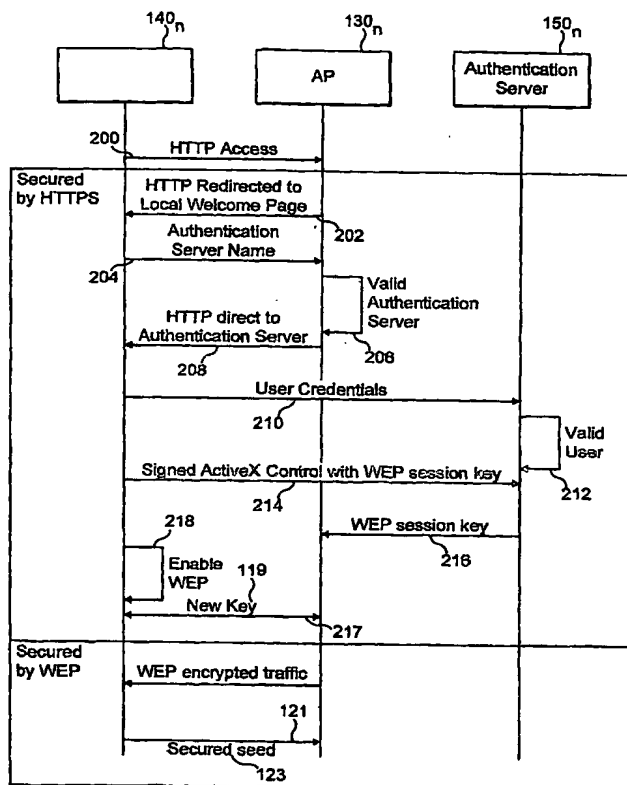 140n
130n
150n
AP
Authentication
Server
200
HTTP Access
Secured
by HTTPS
HTTP Redirected to
Local Welcome Page
202
Authentication
Server Name
204
Valid
Authentication
Server
206
HTTP direct to
Authentication Server
208
User Credentials
210
Valid
User
212
Signed ActiveX Control with WEP session key
214
WEP session key
216
218
Enable
WEP
119
New Key
217
Secured
by WEP
WEP encrypted traffic
121
Secured seed
123